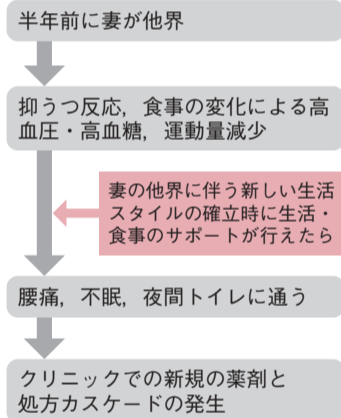 半年前に妻が他界
抑うつ反応，食事の変化による高
血圧・高血糖，運動量減少
妻の他界に伴う新しい生活
スタイルの確立時に生活・
食事のサポートが行えたら
腰痛，不眠，夜間トイレに通う
クリニックでの新規の薬剤と
処方カスケードの発生